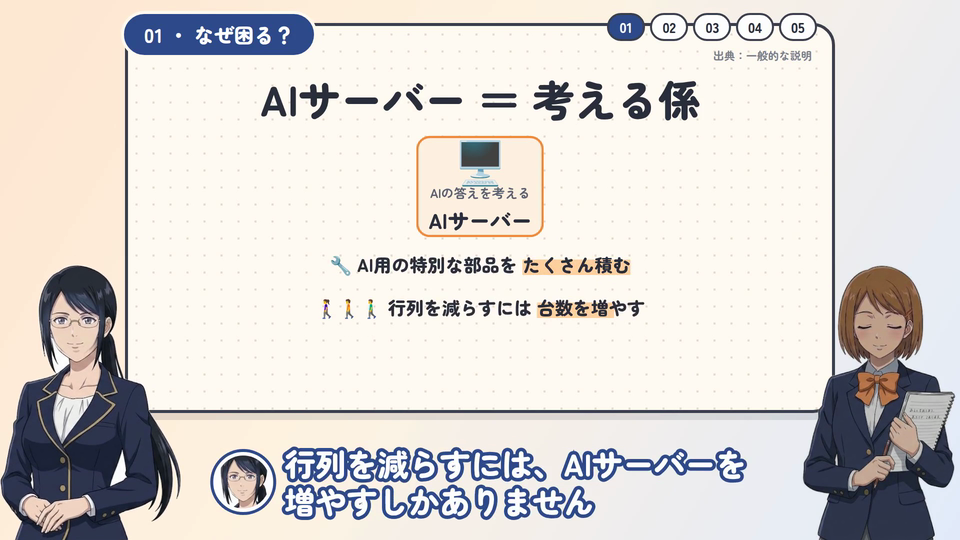 01 ・ なぜ困る？
01 02 03 04 05
出典：一般的な説明
AIサーバー ＝ 考える係
AIの答えを考える
AIサーバー
AI用の特別な部品を たくさん積む
行列を減らすには 台数を増やす
行列を減らすには、AIサーバーを
増やすしかありません